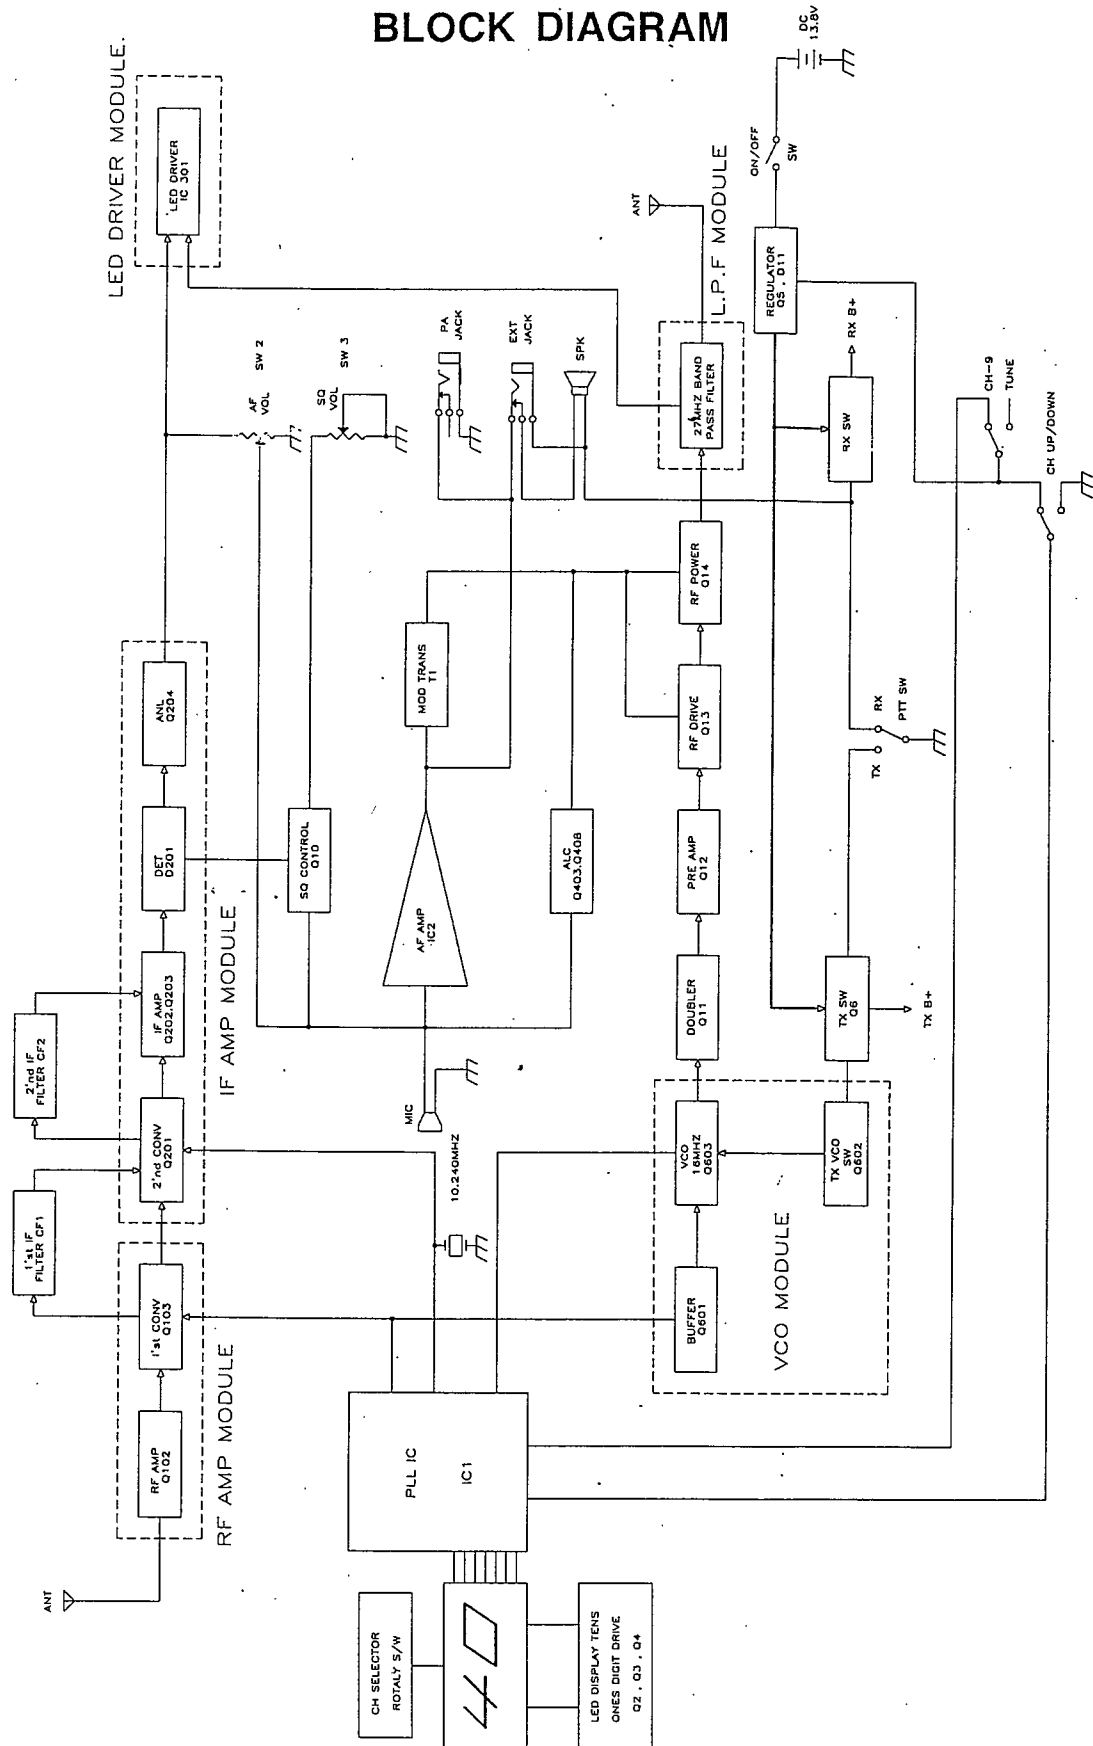 BLOCK DIAGRAM
LED DRIVER MODULE.
LED DRIVER
IC 301
DC
13.8V
ON/OFF
SW
ANT
L.P.F MODULE
27MHZ BAND
PASS FILTER
REGULATOR
Q5 , D11
RX B+
RX SW
CH-9
TUNE
CH UP/DOWN
AF
VOL
SW 2
SQ
VOL
SW 3
PA
JACK
EXT
JACK
SPK
ANL
Q204
DET
D201
IF AMP
Q202.Q203
2'nd CONV
Q201
IF AMP MODULE
2'nd IF
FILTER CF2
1'st IF
FILTER CF1
1'st CONV
Q103
RF AMP
Q102
RF AMP MODULE
ANT
SQ CONTROL
Q10
MOD TRANS
T1
AF AMP
IC2
ALC
Q403.Q408
MIC
10.240MHZ
RF POWER
Q14
RF DRIVE
Q13
PRE AMP
Q12
DOUBLER
Q11
VCO
16MHZ
Q603
BUFFER
Q601
TX VCO
SW
Q602
VCO MODULE
TX SW
Q6
TX B+
RX
TX
PTT SW
PLL IC
IC1
CH SELECTOR
ROTALY S/W
40
LED DISPLAY TENS
ONES DIGIT DRIVE
Q2 , Q3 , Q4